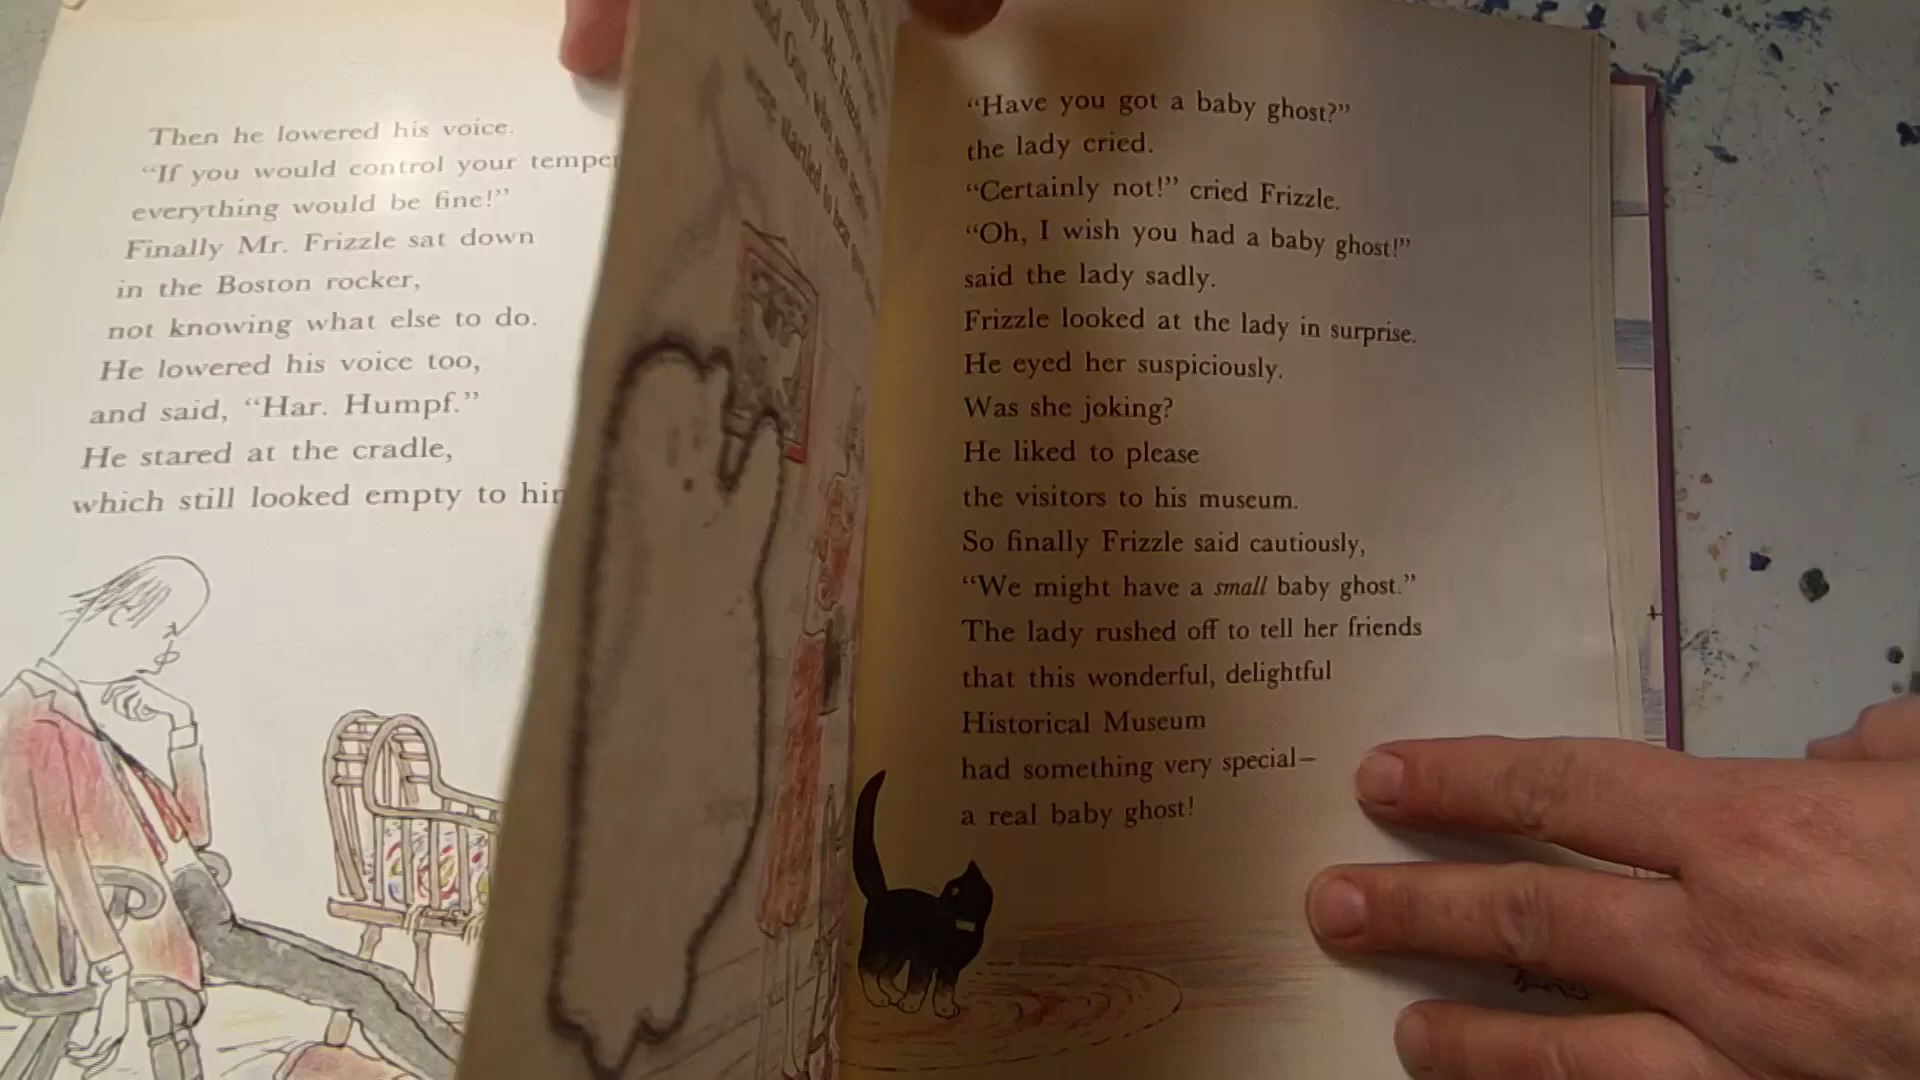 Then he lowered his voice.
"If you would control your temper
everything would be fine!"
Finally Mr. Frizzle sat down
in the Boston rocker,
not knowing what else to do.
He lowered his voice too,
and said, "Har. Humpf."
He stared at the cradle,
which still looked empty to
"Have you got a baby ghost?"
the lady cried.
"Certainly not!" cried Frizzle.
"Oh, I wish you had a baby ghost!"
said the lady sadly.
Frizzle looked at the lady in surprise.
He eyed her suspiciously.
Was she joking?
He liked to please
the visitors to his museum.
So finally Frizzle said cautiously,
"We might have a small baby ghost."
The lady rushed off to tell her friends
that this wonderful, delightful
Historical Museum
had something very special—
a real baby ghost!